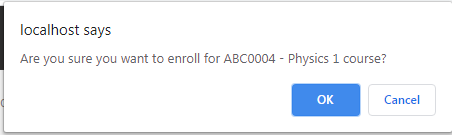 localhost says
Are you sure you want to enroll for ABC0004 - Physics 1 course?
OK
Cancel